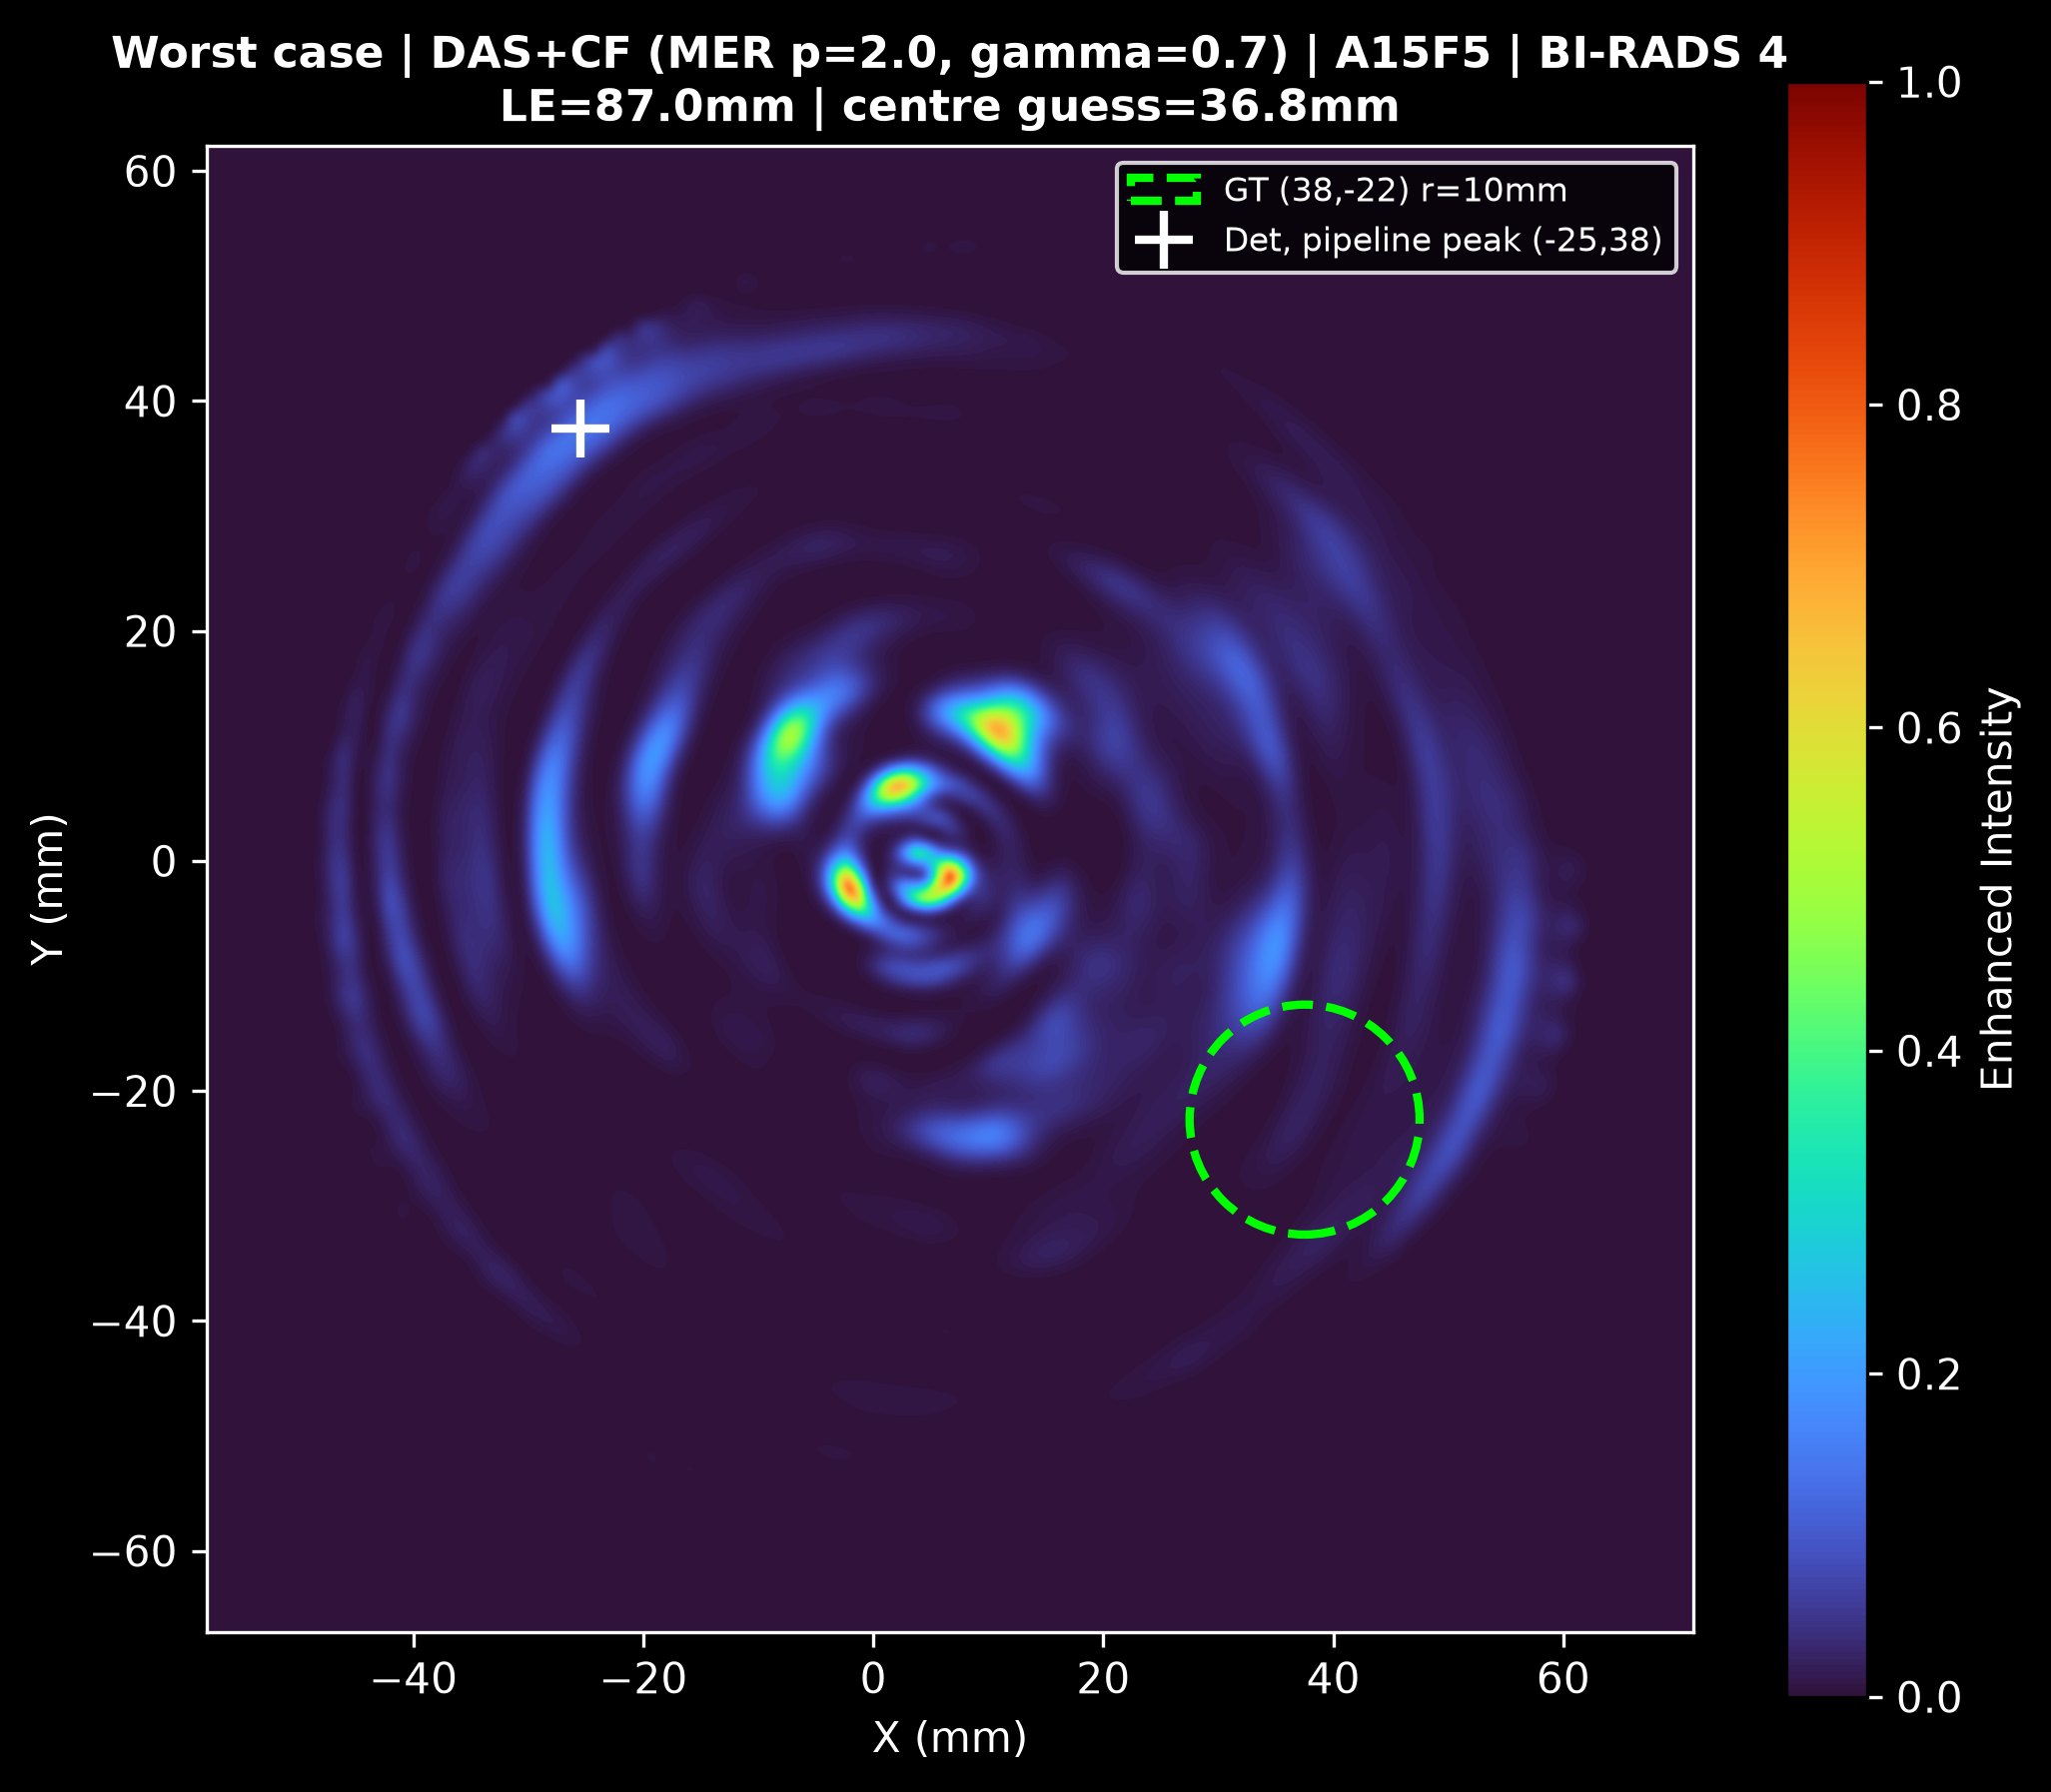 Worst case | DAS+CF (MER p=2.0, gamma=0.7) | A15F5 | BI-RADS 4
LE=87.0mm | centre guess=36.8mm
GT (38,-22) r=10mm
Det, pipeline peak (-25,38)
60
40
20
0
−20
−40
−60
Y (mm)
−40
−20
0
20
40
60
X (mm)
1.0
0.8
0.6
0.4
0.2
0.0
Enhanced Intensity